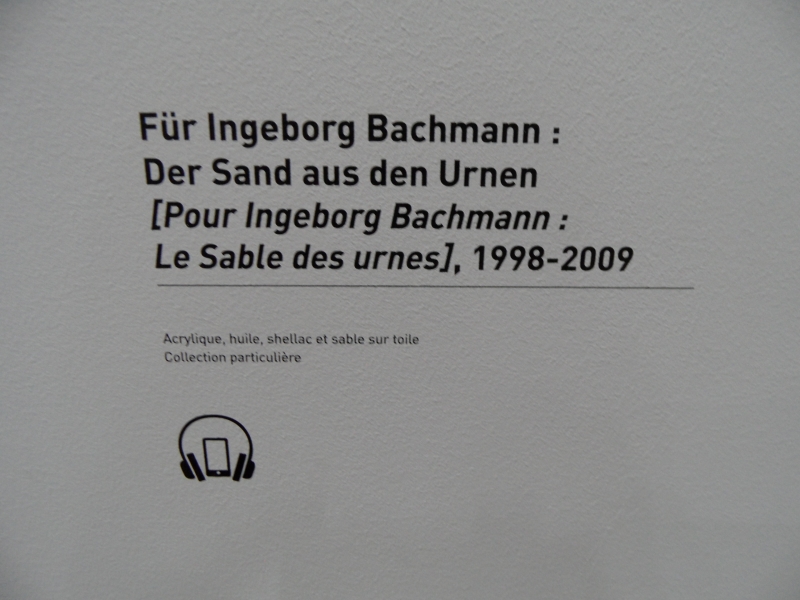 Für Ingeborg Bachmann :
Der Sand aus den Urnen
[Pour Ingeborg Bachmann :
Le Sable des urnes], 1998-2009
Acrylique, huile, shellac et sable sur toile
Collection particulière